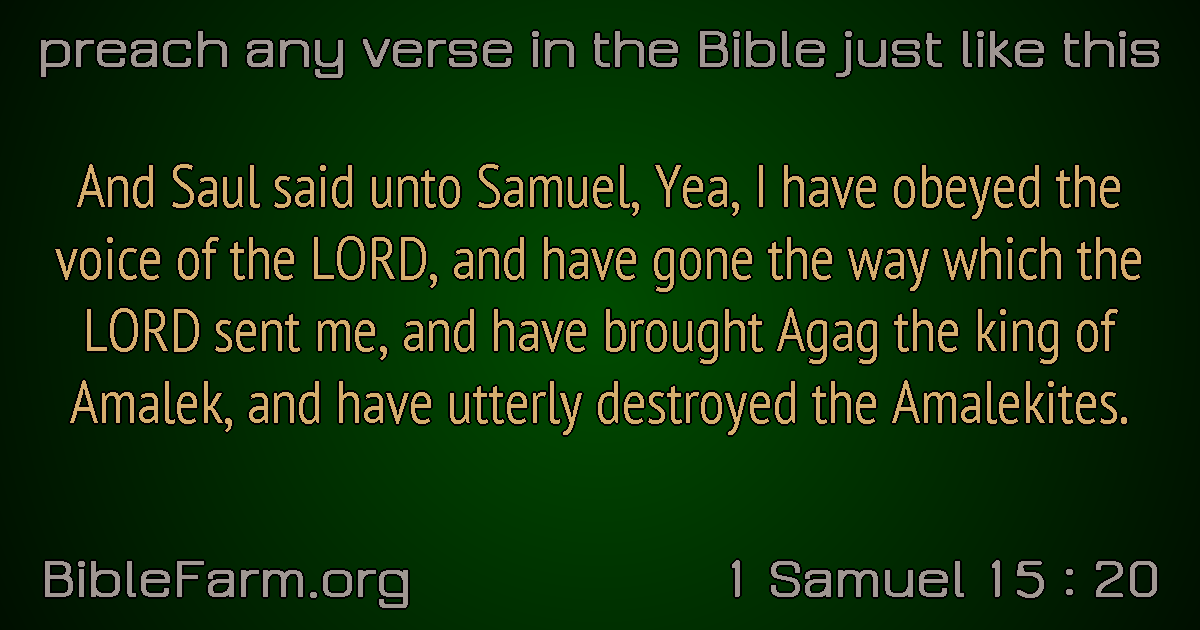 preach any verse in the Bible just like this
And Saul said unto Samuel, Yea, I have obeyed the
voice of the LORD, and have gone the way which the
LORD sent me, and have brought Agag the king of
Amalek, and have utterly destroyed the Amalekites.
BibleFarm.org
1 Samuel 15 : 20